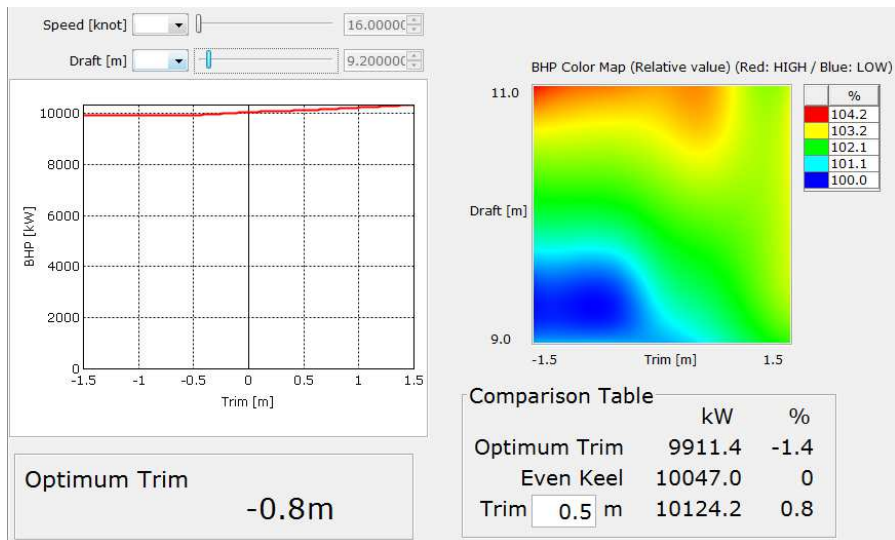 Speed [knot] 16.00000
Draft [m] 9.200000
10000
8000
6000
4000
2000
0
BHP [kW]
-1.5 -1 -0.5 0 0.5 1 1.5
Trim [m]
BHP Color Map (Relative value) (Red: HIGH / Blue: LOW)
11.0
Draft [m]
9.0
-1.5 Trim [m] 1.5
%
104.2
103.2
102.1
101.1
100.0
Optimum Trim
-0.8m
Comparison Table
kW %
Optimum Trim 9911.4 -1.4
Even Keel 10047.0 0
Trim 0.5 m 10124.2 0.8